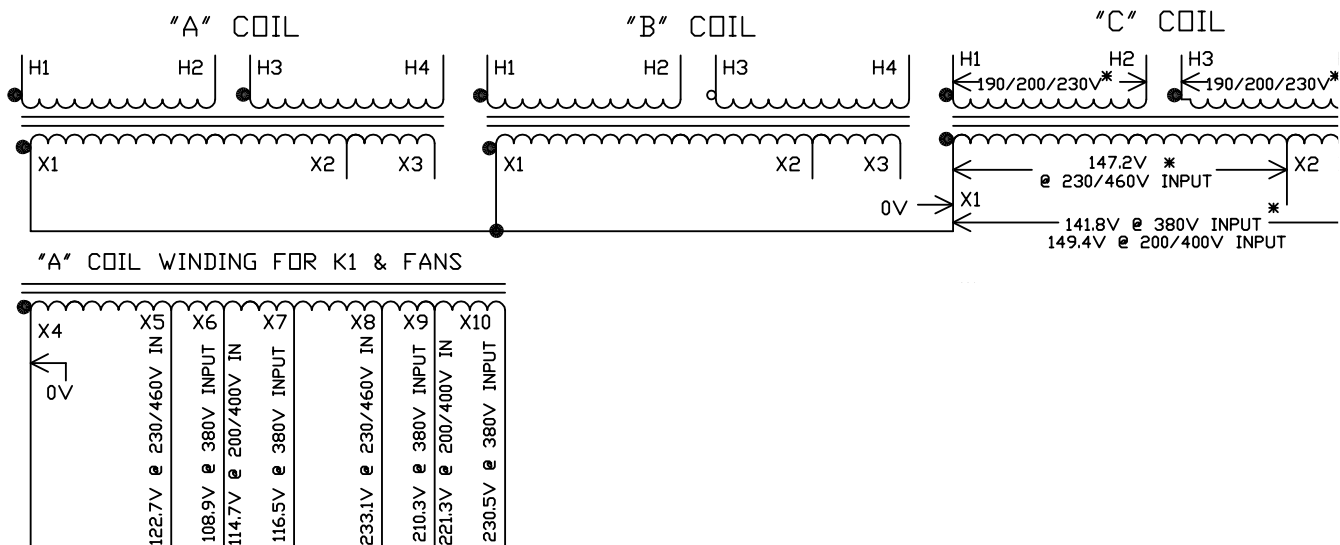 "A" COIL
"B" COIL
"C" COIL
H1 H2 H3 H4
H1 H2 H3 H4
H1 H2 H3
190/200/230V* 190/200/230V*
X1 X2 X3
X1 X2 X3
147.2V *
@ 230/460V INPUT
X2
0V
X1
*
141.8V @ 380V INPUT
149.4V @ 200/400V INPUT
"A" COIL WINDING FOR K1 & FANS
X4 X5 X6 X7 X8 X9 X10
0V
122.7V @ 230/460V IN
108.9V @ 380V INPUT
114.7V @ 200/400V IN
116.5V @ 380V INPUT
233.1V @ 230/460V IN
210.3V @ 380V INPUT
221.3V @ 200/400V IN
230.5V @ 380V INPUT